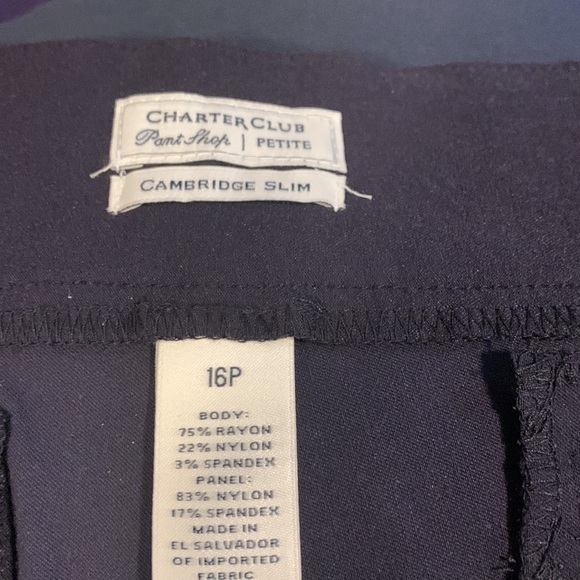 CHARTER CLUB
Pant Shop | PETITE
CAMBRIDGE SLIM
16P
BODY:
75% RAYON
22% NYLON
3% SPANDEX
PANEL:
83% NYLON
17% SPANDEX
MADE IN
EL SALVADOR
OF IMPORTED
FABRIC